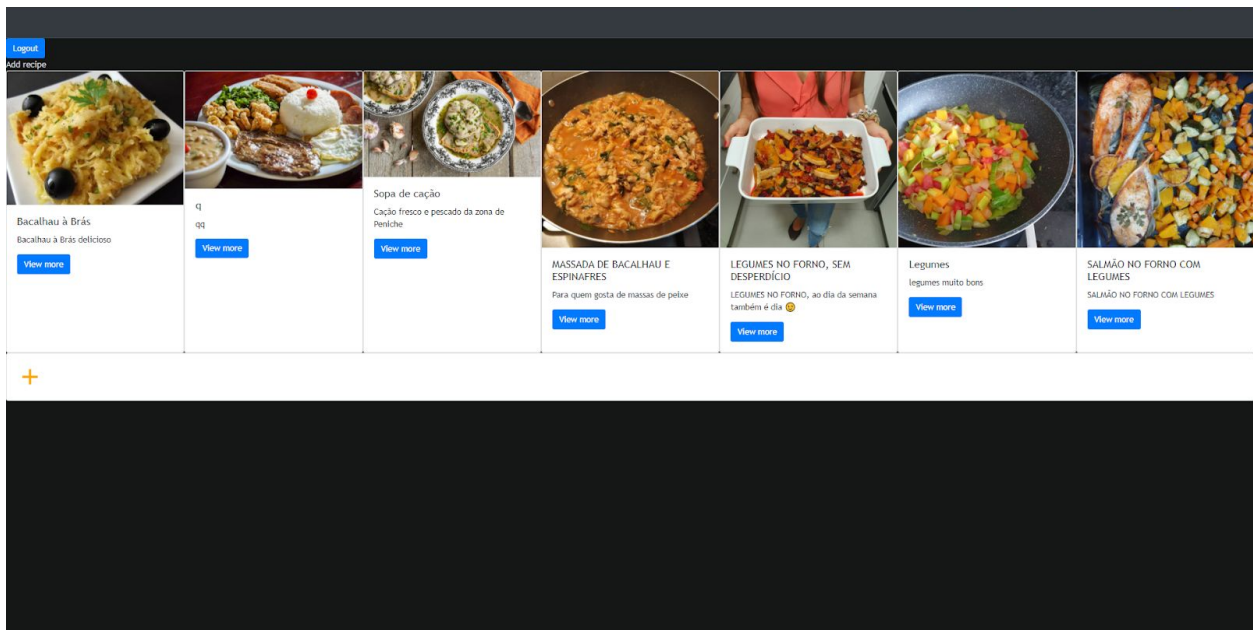 Logout
Add recipe
Bacalhau à Brás
Bacalhau à Brás delicioso
View more
q
qq
View more
Sopa de cação
Cação fresco e pescado da zona de
Peniche
View more
MASSADA DE BACALHAU E
ESPINAFRES
Para quem gosta de massas de peixe
View more
LEGUMES NO FORNO, SEM
DESPERDÍCIO
LEGUMES NO FORNO, ao dia da semana
também é dia 😉
View more
Legumes
legumes muito bons
View more
SALMÃO NO FORNO COM
LEGUMES
SALMÃO NO FORNO COM LEGUMES
View more
+